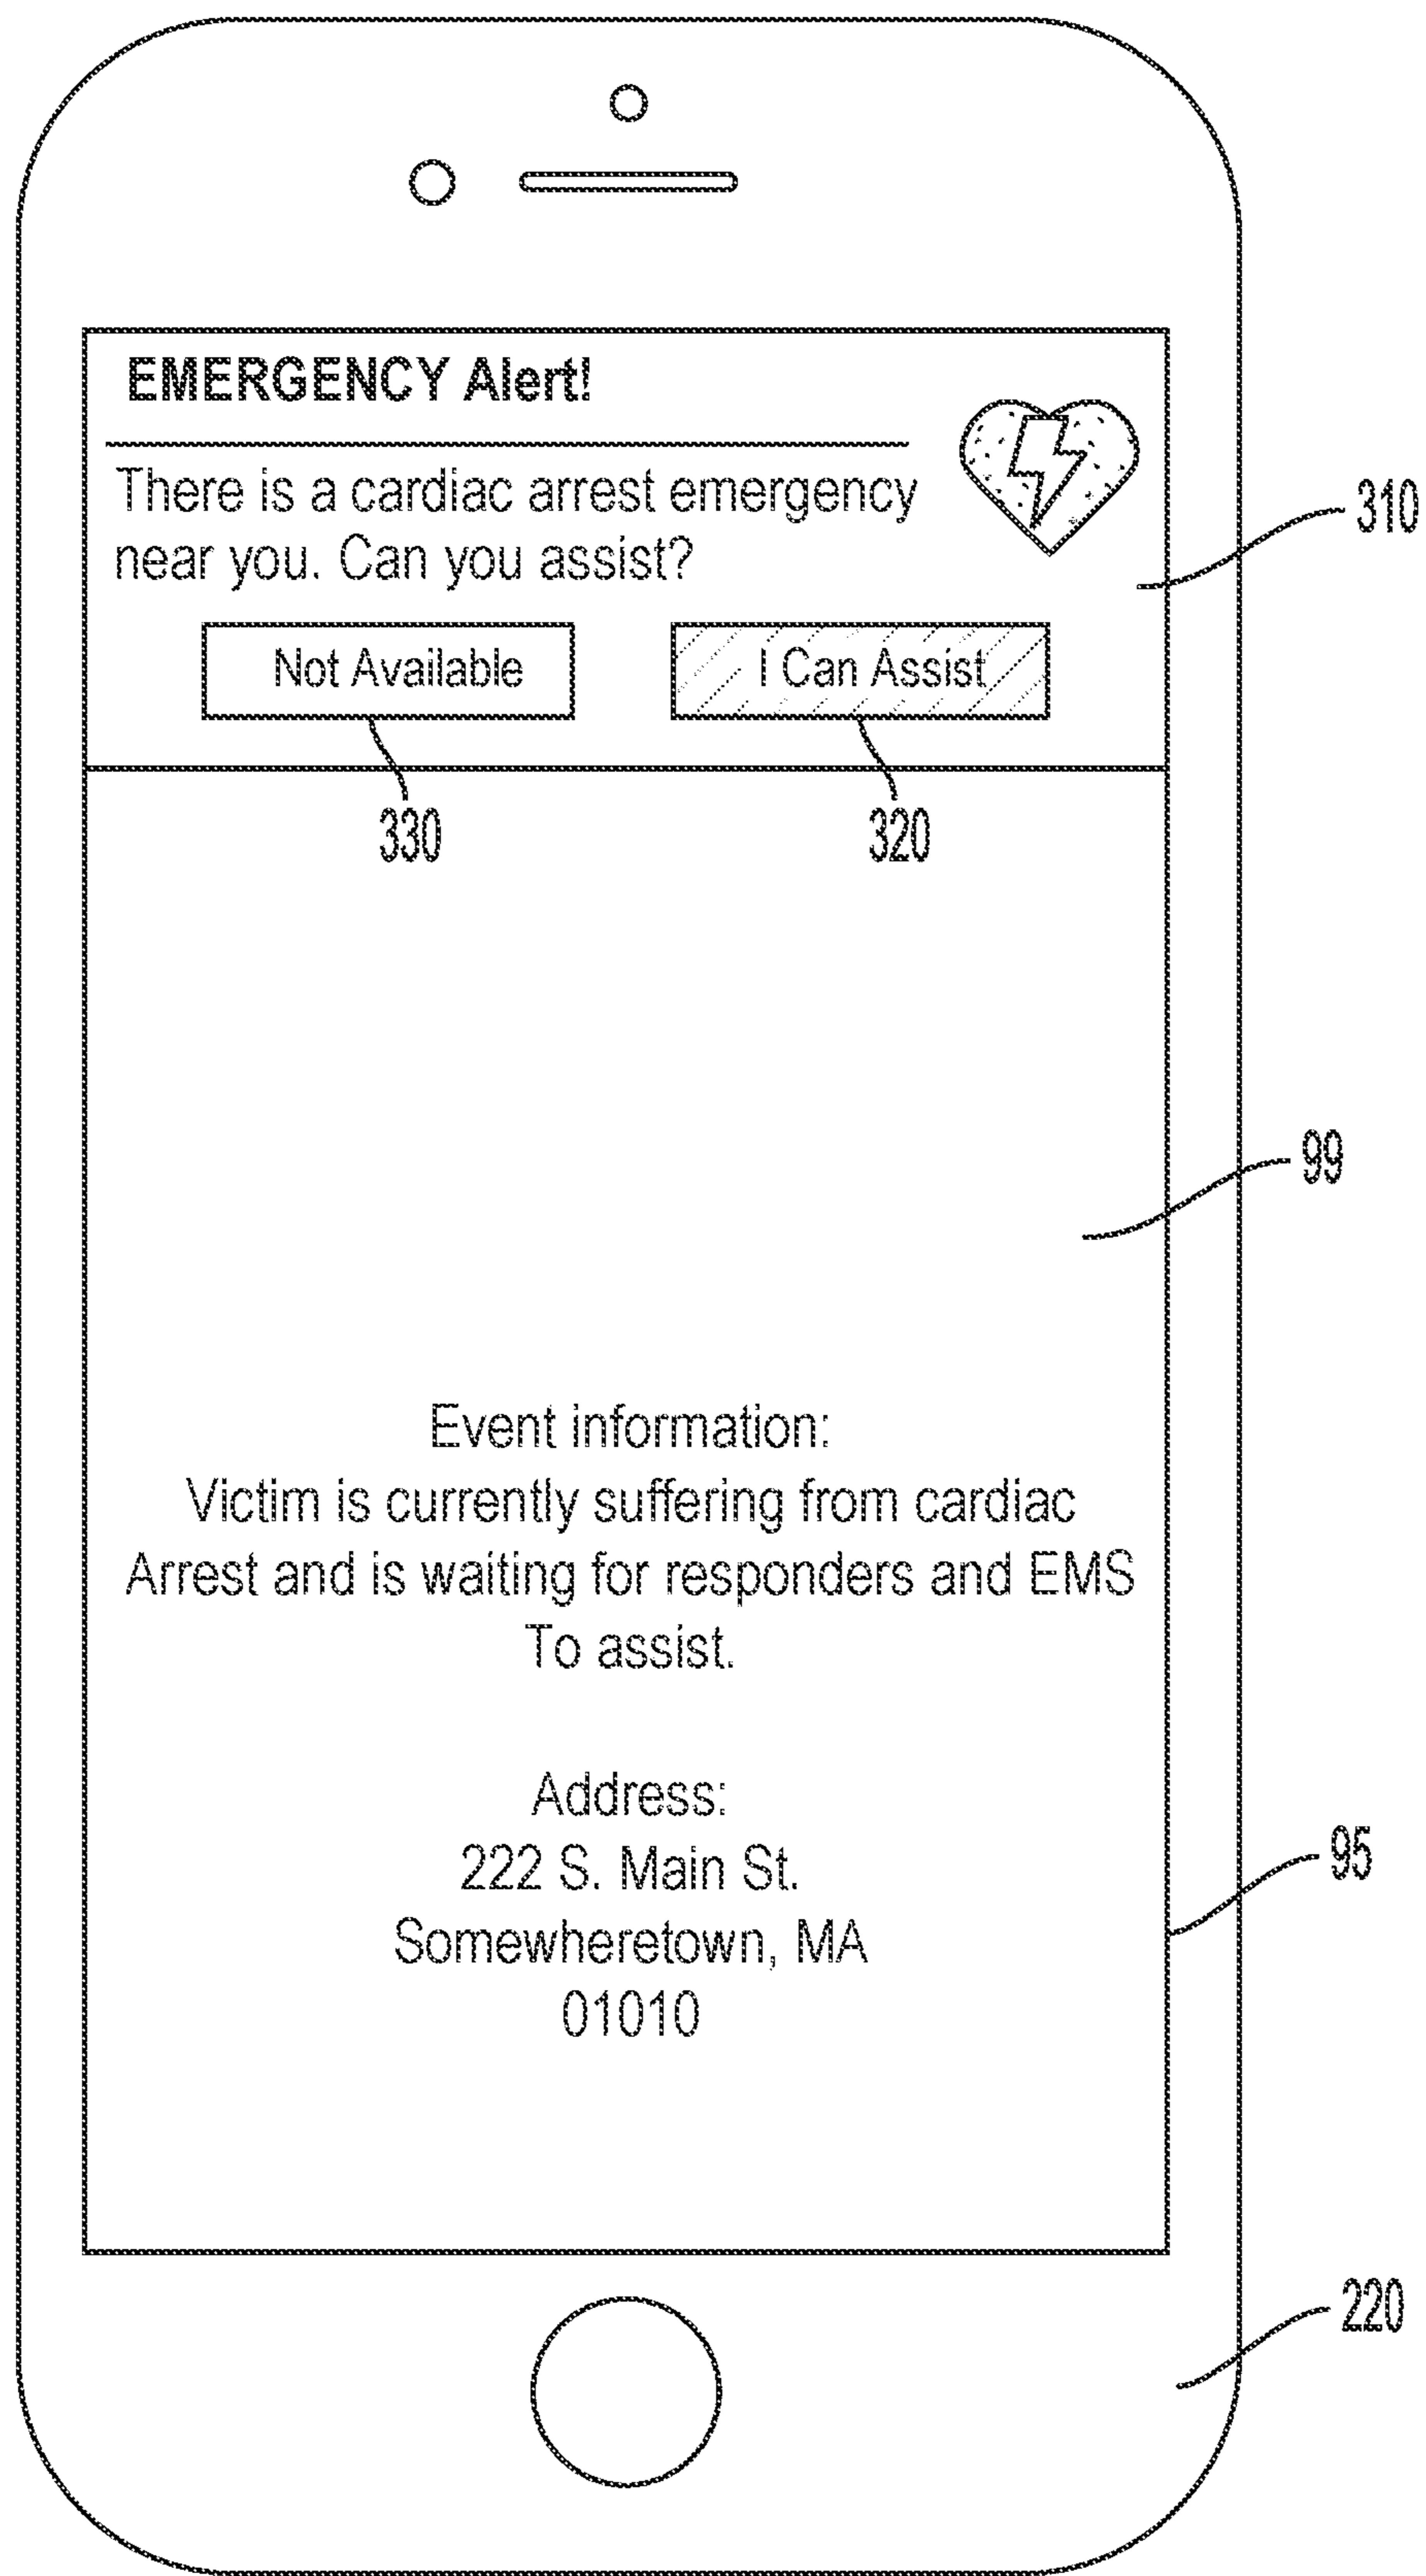 EMERGENCY Alert!
There is a cardiac arrest emergency
near you. Can you assist?
310
Not Available
I Can Assist
330
320
99
Event information:
Victim is currently suffering from cardiac
Arrest and is waiting for responders and EMS
To assist.
Address:
222 S. Main St.
95
Somewheretown, MA
01010
220